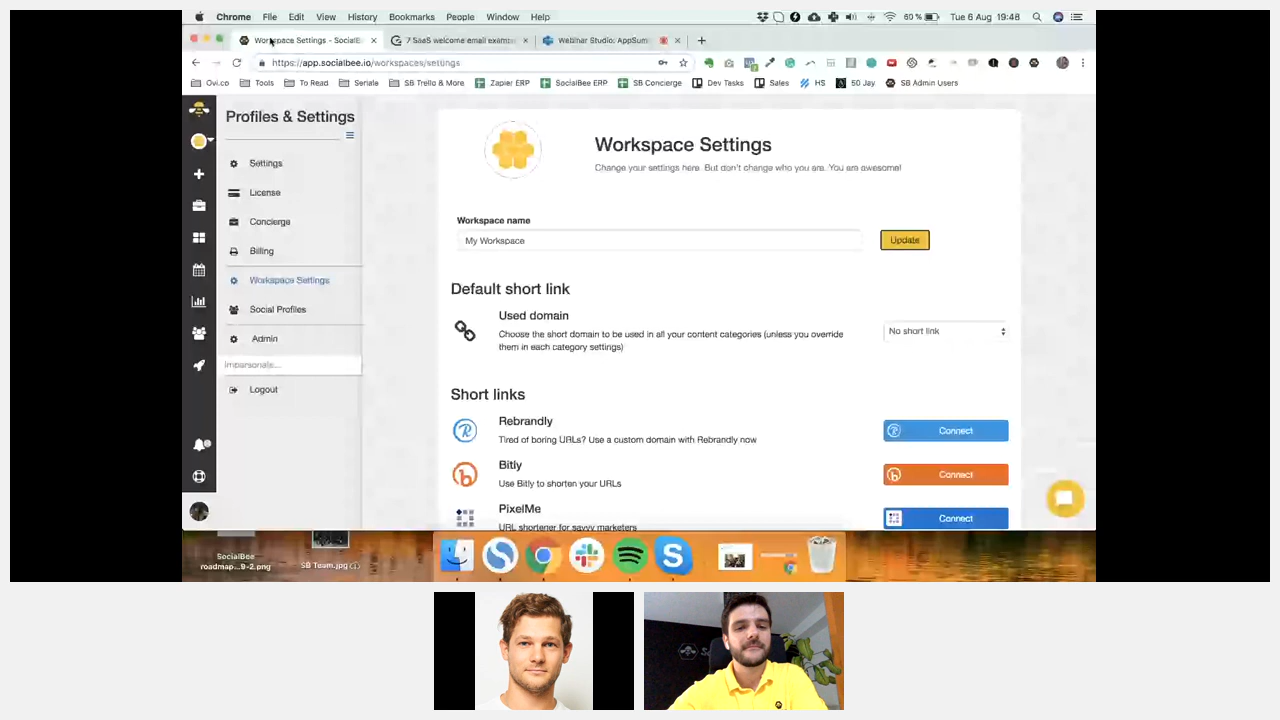 Chrome File Edit View History Bookmarks People Window Help
60 % Tue 6 Aug 19:48
Workspace Settings - SocialBe
7 SaaS welcome email exampl
Webinar Studio: AppSum
https://app.socialbee.io/workspaces/settings
Ovi.co Tools To Read Seriale SB Trello & More Zapier ERP SocialBee ERP SB Concierge Dev Tasks Sales HS 50 Jay SB Admin Users
Profiles & Settings
Settings
License
Concierge
Billing
Workspace Settings
Social Profiles
Admin
Impersonate...
Logout
Workspace Settings
Change your settings here. But don't change who you are. You are awesome!
Workspace name
My Workspace
Update
Default short link
Used domain
Choose the short domain to be used in all your content categories (unless you override
them in each category settings)
No short link
Short links
Rebrandly
Tired of boring URLs? Use a custom domain with Rebrandly now
Connect
Bitly
Use Bitly to shorten your URLs
Connect
PixelMe
URL shortener for savvy marketers
Connect
SocialBee
roadmap...9-2.png
SB Team.jpg